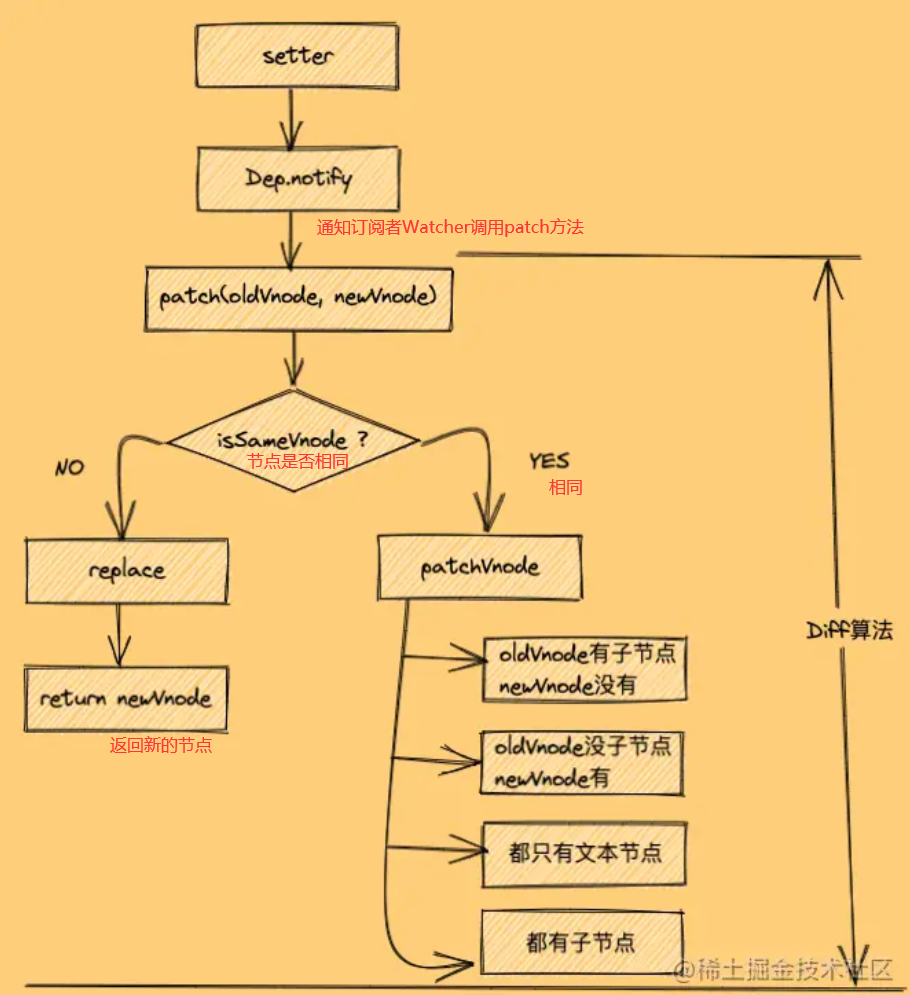 setter
Dep.notify
通知订阅者Watcher调用patch方法
patch(oldVnode, newVnode)
isSameVnode ?
节点是否相同
NO
YES
相同
replace
patchVnode
return newVnode
返回新的节点
oldVnode有子节点
newVnode没有
oldVnode没子节点
newVnode有
都只有文本节点
都有子节点
Diff算法
@稀土掘金技术社区